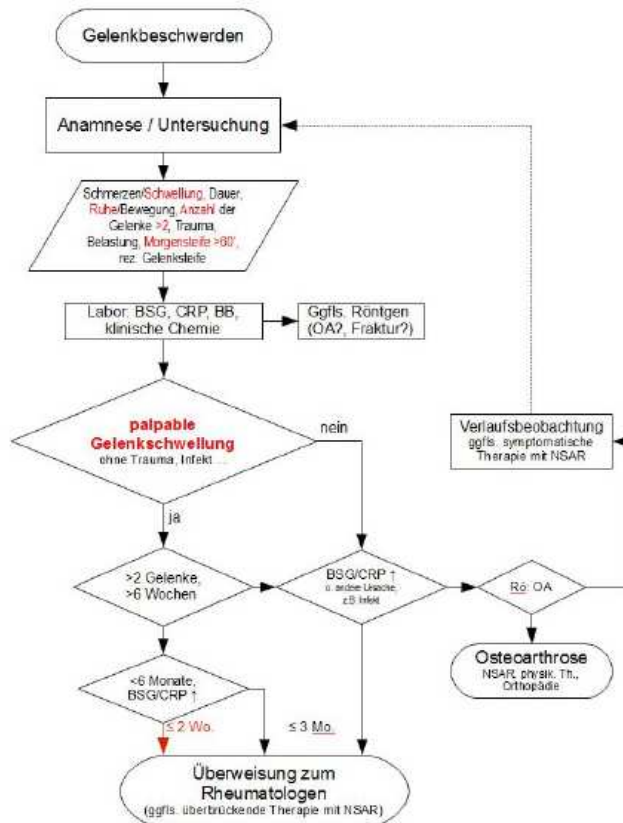 Gelenkbeschwerden
Anamnese / Untersuchung
Schmerzen/Schwellung, Dauer,
Ruhe/Bewegung, Anzahl der
Gelenke >2, Trauma,
Belastung, Morgensteife >60',
rez. Gelenksteife
Labor: BSG, CRP, BB,
klinische Chemie
Ggfls. Röntgen
(OA?, Fraktur?)
palpable
Gelenkschwellung
ohne Trauma, Infekt ...
nein
ja
Verlaufsbeobachtung
ggfls. symptomatische
Therapie mit NSAR
>2 Gelenke,
>6 Wochen
BSG/CRP ↑
o. andere Ursache,
z.B. Infekt
Rö: OA
Osteoarthrose
NSAR, physik. Th.,
Orthopädie
<6 Monate,
BSG/CRP ↑
≤ 2 Wo.
≤ 3 Mo.
Überweisung zum
Rheumatologen
(ggfls. überbrückende Therapie mit NSAR)